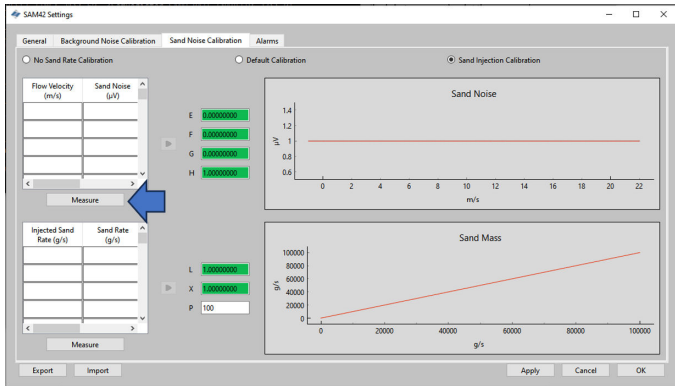 SAM42 Settings
General Background Noise Calibration Sand Noise Calibration Alarms
No Sand Rate Calibration Default Calibration Sand Injection Calibration
Flow Velocity (m/s) Sand Noise (µV)
E 0.00000000
F 0.00000000
G 0.00000000
H 1.00000000
Measure
Sand Noise
µV
1.4
1.2
1
0.8
0.6
0 2 4 6 8 10 12 14 16 18 20 22
m/s
Injected Sand Rate (g/s) Sand Rate (g/s)
L 1.00000000
X 1.00000000
P 100
Measure
Sand Mass
g/s
100000
80000
60000
40000
20000
0
0 20000 40000 60000 80000 100000
g/s
Export Import Apply Cancel OK